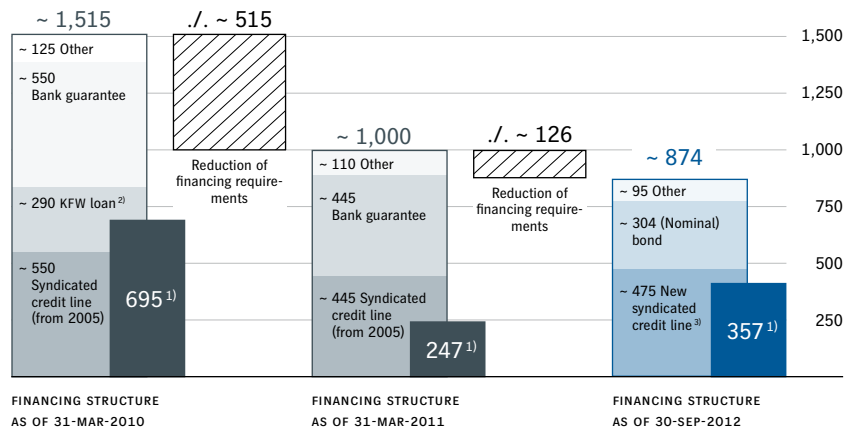 ~ 1,515
./. ~ 515
1,500
~ 125 Other
~ 550
Bank guarantee
1,250
~ 1,000
./. ~ 126
~ 874
1,000
Reduction of
financing require-
ments
~ 110 Other
Reduction of
financing require-
ments
~ 290 KFW loan 2)
~ 445
Bank guarantee
~ 95 Other
750
~ 304 (Nominal)
bond
~ 550
Syndicated
credit line
(from 2005)
695 1)
~ 445 Syndicated
credit line
(from 2005)
247 1)
~ 475 New
syndicated
credit line 3)
357 1)
500
250
FINANCING STRUCTURE
AS OF 31-MAR-2010
FINANCING STRUCTURE
AS OF 31-MAR-2011
FINANCING STRUCTURE
AS OF 30-SEP-2012